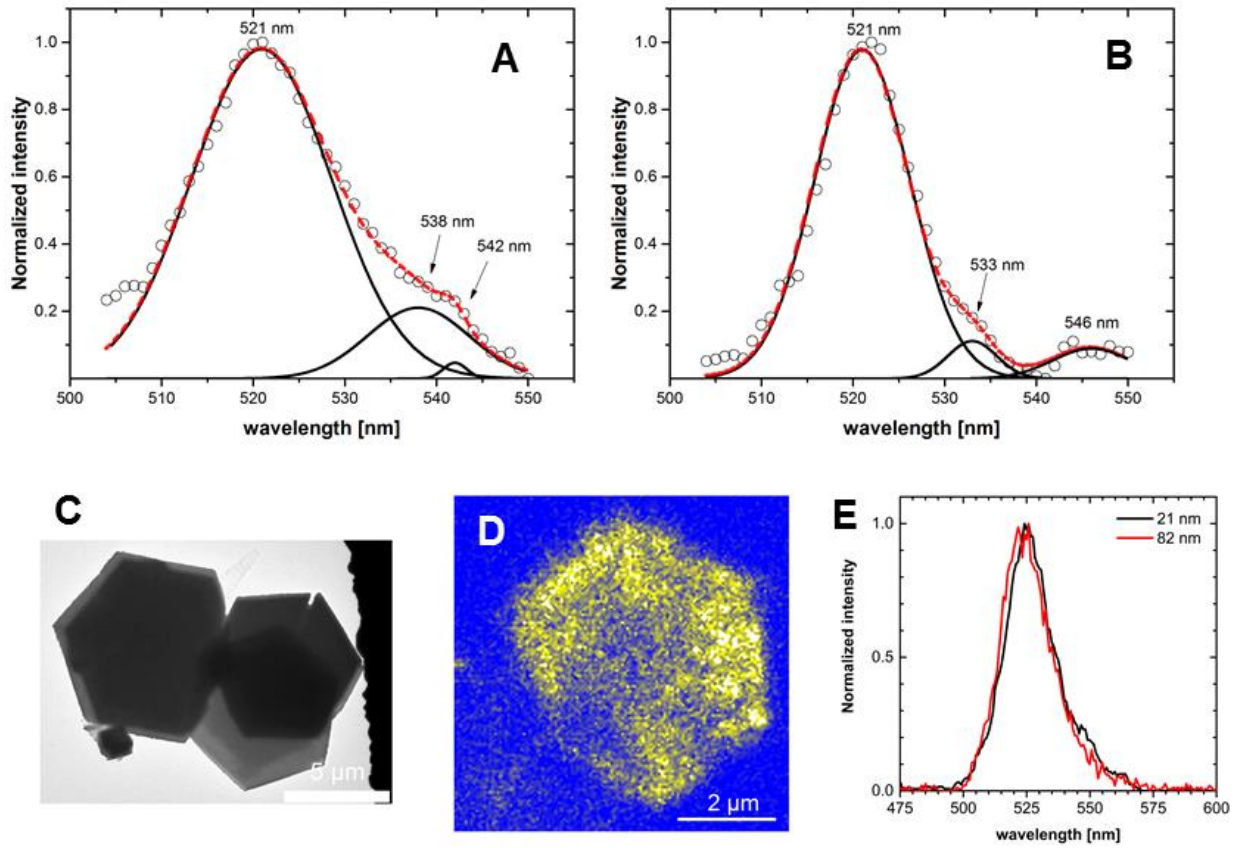 A
521 nm
538 nm
542 nm
Normalized intensity
1.0
0.8
0.6
0.4
0.2
500 510 520 530 540 550
wavelength [nm]
B
521 nm
533 nm
546 nm
Normalized intensity
1.0
0.8
0.6
0.4
0.2
500 510 520 530 540 550
wavelength [nm]
C
5 µm
D
2 µm
E
21 nm
82 nm
Normalized intensity
1.0
0.5
0.0
475 500 525 550 575 600
wavelength [nm]